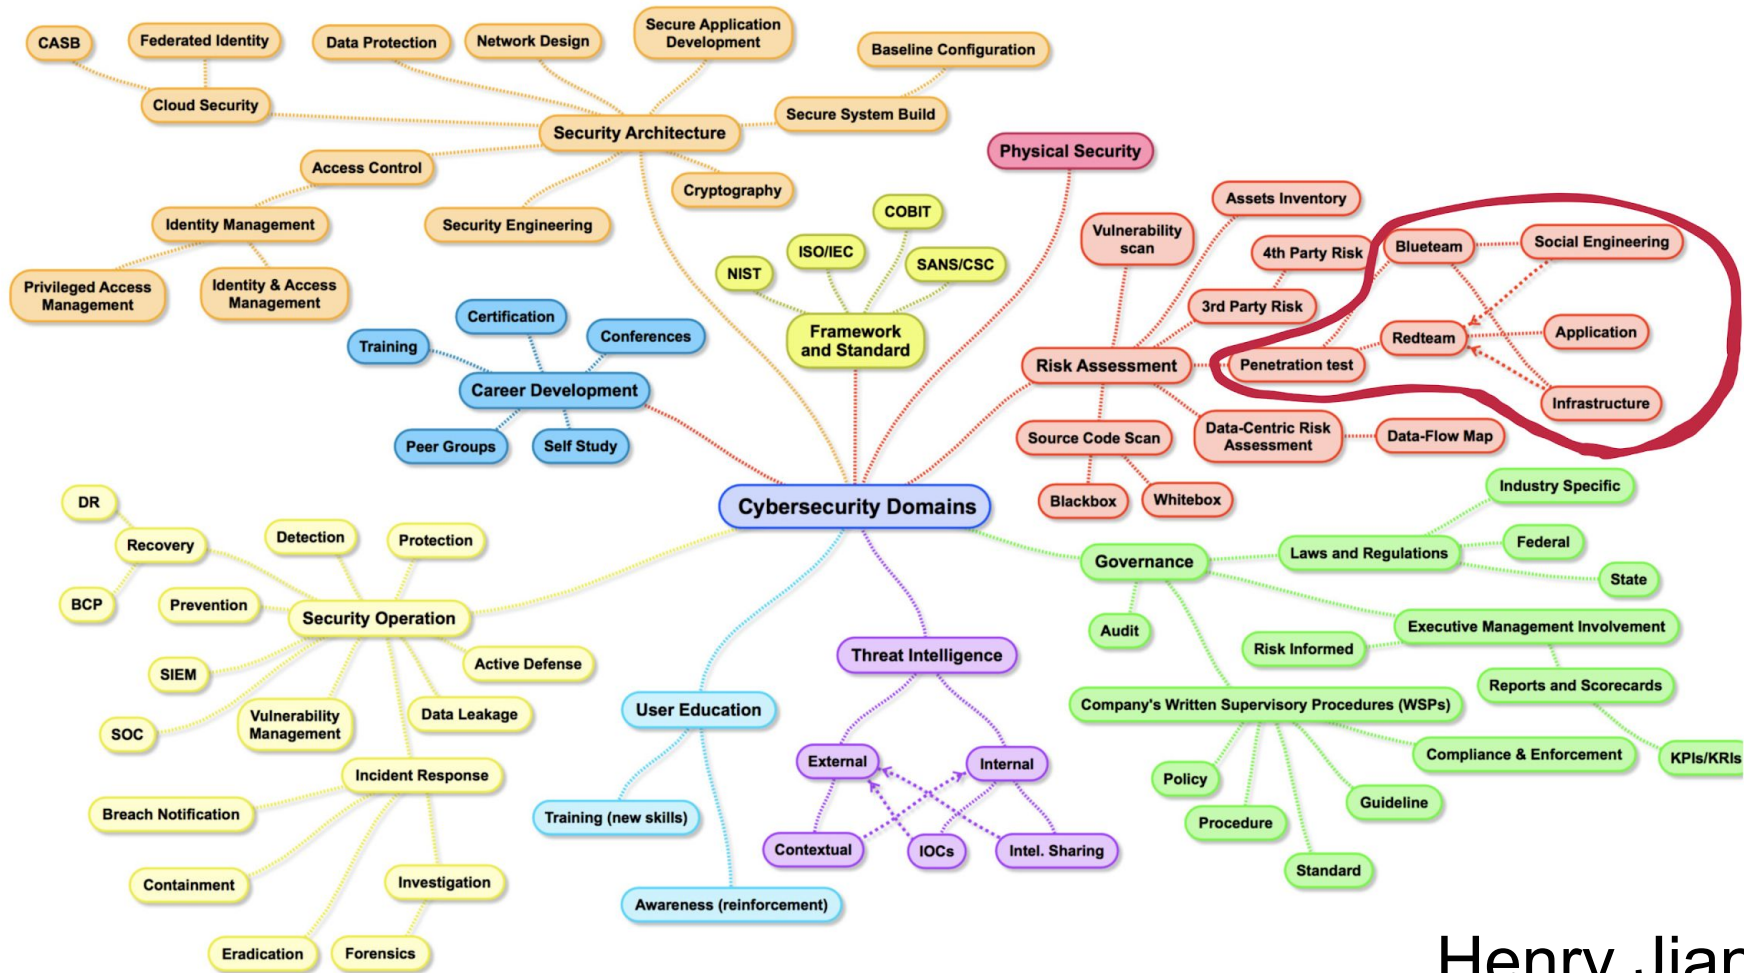 CASB
Federated Identity
Data Protection
Network Design
Secure Application
Development
Baseline Configuration
Cloud Security
Secure System Build
Security Architecture
Physical Security
Access Control
Cryptography
Identity Management
Security Engineering
Privileged Access
Management
Identity & Access
Management
COBIT
ISO/IEC
NIST
SANS/CSC
Framework
and Standard
Certification
Training
Conferences
Career Development
Peer Groups
Self Study
Assets Inventory
Vulnerability
scan
4th Party Risk
Blueteam
Social Engineering
3rd Party Risk
Redteam
Application
Risk Assessment
Penetration test
Infrastructure
Source Code Scan
Data-Centric Risk
Assessment
Data-Flow Map
Blackbox
Whitebox
Cybersecurity Domains
DR
Recovery
Detection
Protection
BCP
Prevention
Security Operation
SIEM
Active Defense
SOC
Vulnerability
Management
Data Leakage
Incident Response
Breach Notification
Containment
Investigation
Eradication
Forensics
User Education
Training (new skills)
Awareness (reinforcement)
Threat Intelligence
External
Internal
Contextual
IOCs
Intel. Sharing
Industry Specific
Governance
Laws and Regulations
Federal
State
Audit
Executive Management Involvement
Risk Informed
Reports and Scorecards
Company's Written Supervisory Procedures (WSPs)
Compliance & Enforcement
KPIs/KRIs
Policy
Guideline
Procedure
Standard
Henry